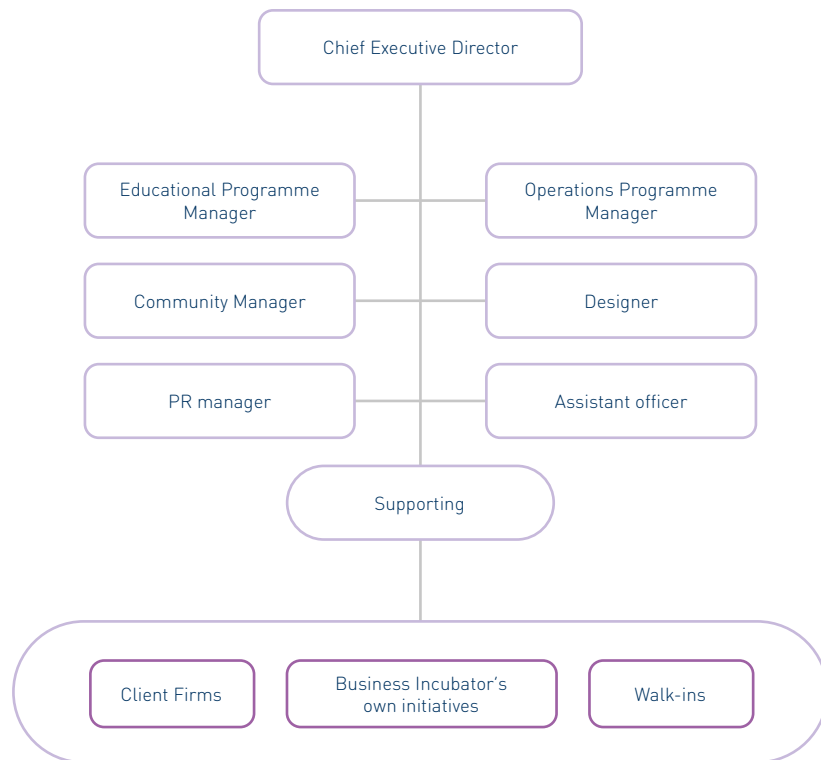 Chief Executive Director
Educational Programme
Manager
Operations Programme
Manager
Community Manager
Designer
PR manager
Assistant officer
Supporting
Client Firms
Business Incubator‘s
own initiatives
Walk-ins